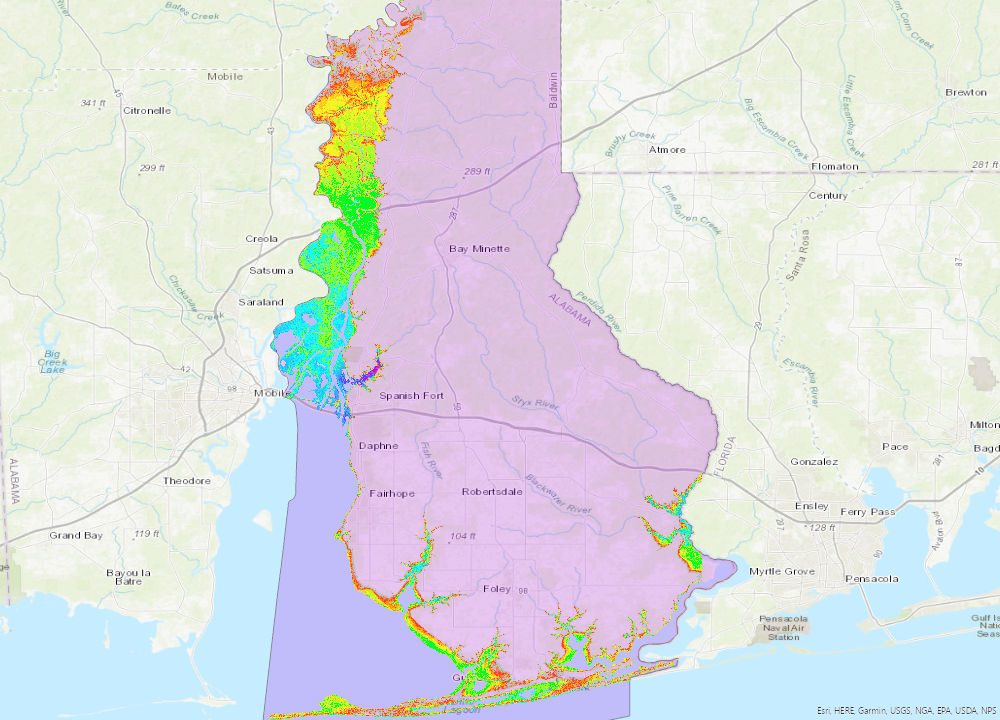 Bates Creek
Mobile
45
341 ft
Citronelle
43
299 ft
Baldwin
289 ft
287
Bay Minette
Creola
Satsuma
Saraland
Chickasaw Creek
Big
Creek
Lake
42
98
Mobile
ALABAMA
Perdido River
Brushy Creek
Atmore
Big Escambia Creek
Little Escambia Creek
Brewton
Flomaton
281 ft
Century
Pine Barren Creek
Santa Rosa
87
29
Escambia River
Spanish Fort
Styx River
Daphne
Fish River
Fairhope
Robertsdale
Blackwater River
104 ft
Foley
98
FLORIDA
Pace
Milton
Bagd
281
10
Gonzalez
Ensley
Ferry Pass
297
128 ft
90
Avalon Blvd
Myrtle Grove
Pensacola
Pensacola
Naval Air
Station
Gulf Is
Natio
Seas
ALABAMA
Theodore
Grand Bay
119 ft
Bayou la
Batre
Gu
Lagoon
Esri, HERE, Garmin, USGS, NGA, EPA, USDA, NPS